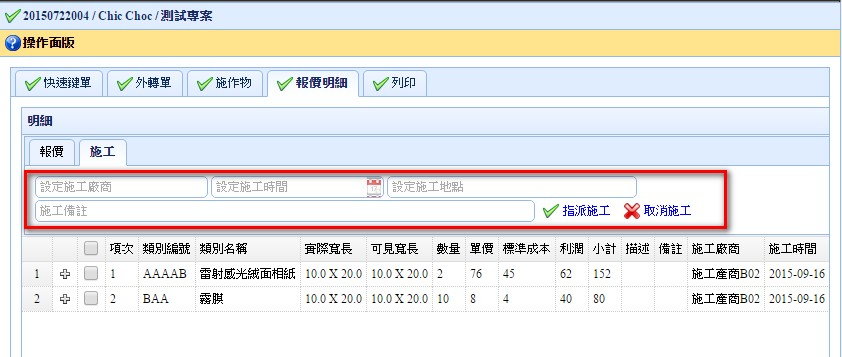 20150722004 / Chic Choc / 測試專案
操作面版
快速鍵單 外轉單 施作物 報價明細 列印
明細
報價 施工
設定施工廠商 設定施工時間 設定施工地點
施工備註 指派施工 取消施工
項次 類別編號 類別名稱 實際寬長 可見寬長 數量 單價 標準成本 利潤 小計 描述 備註 施工廠商 施工時間
1 1 AAAAB 雷射感光絨面相紙 10.0 X 20.0 10.0 X 20.0 2 76 45 62 152 施工產商B02 2015-09-16
2 2 BAA 霧膜 10.0 X 20.0 10.0 X 20.0 10 8 4 40 80 施工產商B02 2015-09-16